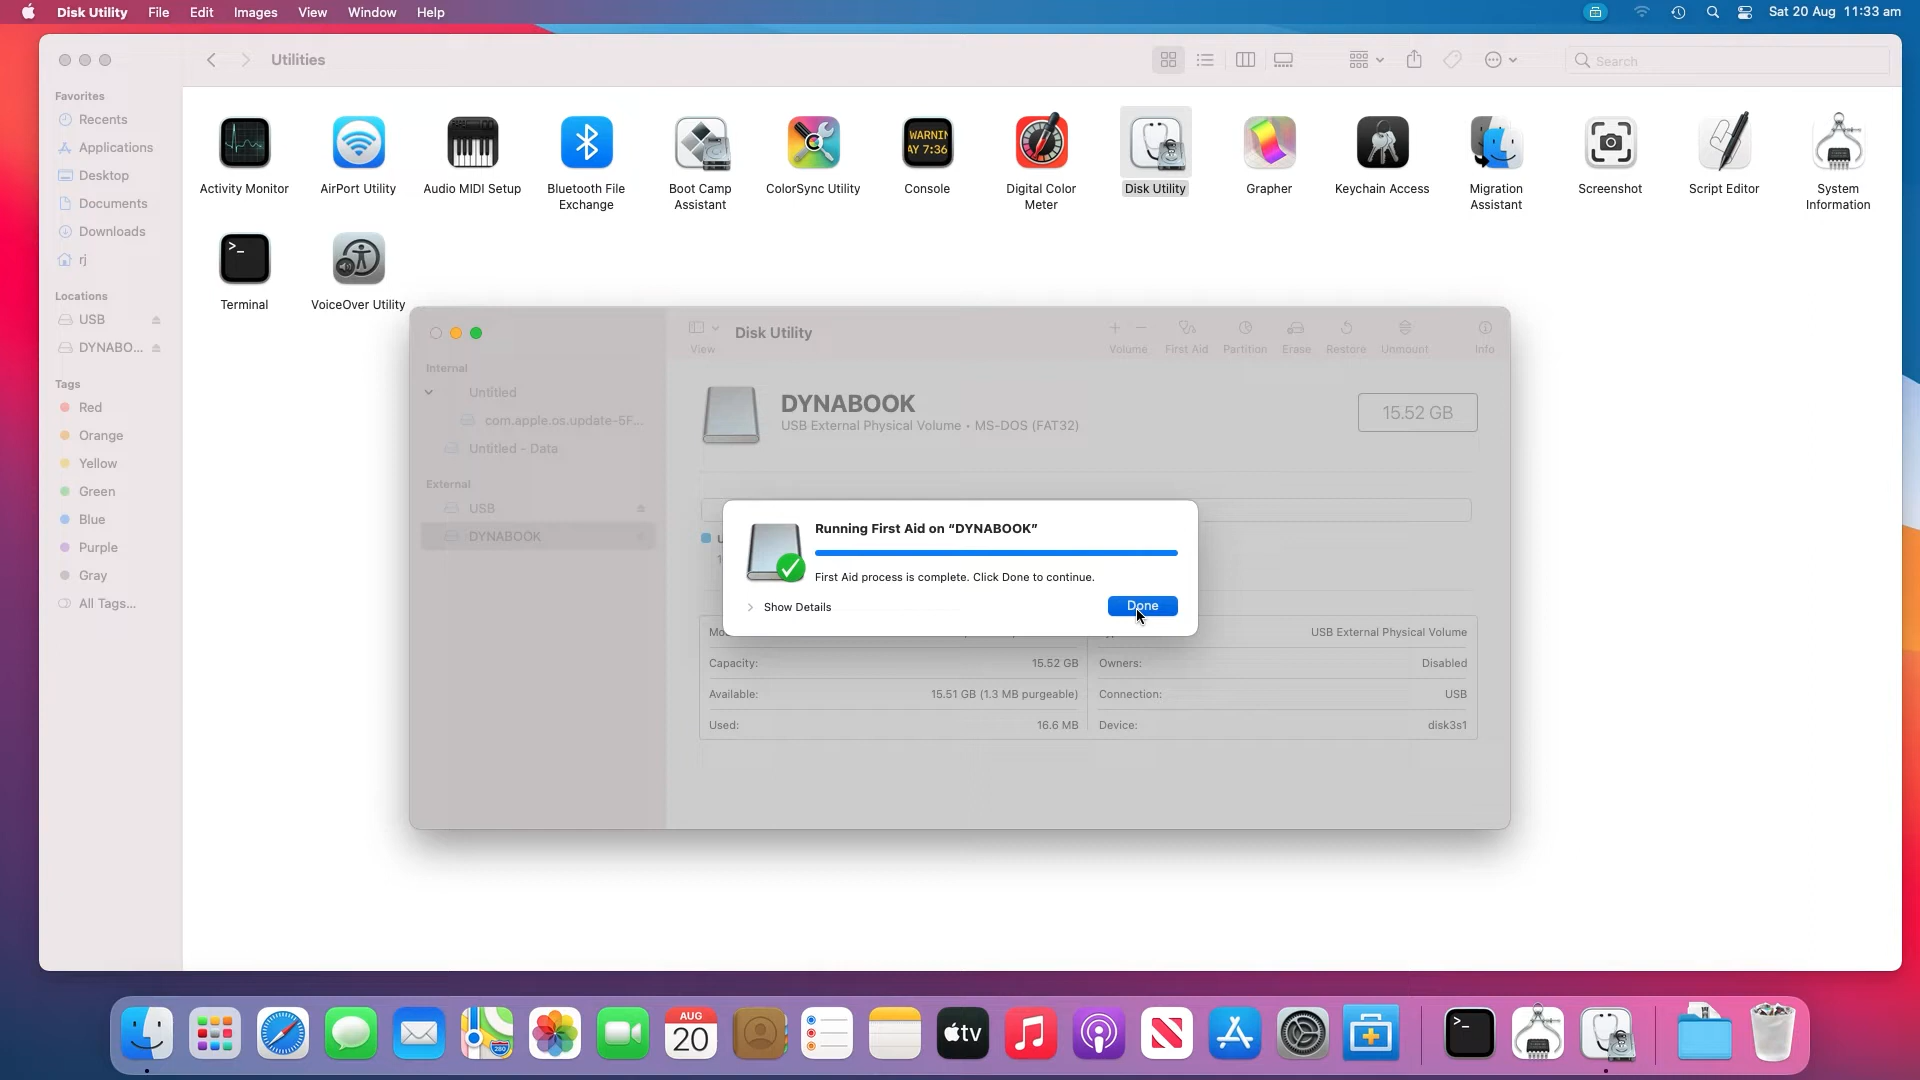 Disk Utility File Edit Images View Window Help
Sat 20 Aug 11:33 am
Utilities
Search
Favorites
Recents
Applications
Desktop
Documents
Downloads
rj
Locations
USB
DYNABO...
Tags
Red
Orange
Yellow
Green
Blue
Purple
Gray
All Tags...
Activity Monitor
AirPort Utility
Audio MIDI Setup
Bluetooth File
Exchange
Boot Camp
Assistant
ColorSync Utility
WARNIN
AY 7:36
Console
Digital Color
Meter
Disk Utility
Grapher
Keychain Access
Migration
Assistant
Screenshot
Script Editor
System
Information
>_
Terminal
VoiceOver Utility
View
Disk Utility
Volume
First Aid
Partition
Erase
Restore
Unmount
Info
Internal
Untitled
com.apple.os.update-5F...
Untitled - Data
External
USB
DYNABOOK
DYNABOOK
USB External Physical Volume • MS-DOS (FAT32)
15.52 GB
Running First Aid on “DYNABOOK”
First Aid process is complete. Click Done to continue.
Show Details
Done
USB External Physical Volume
Capacity: 15.52 GB
Owners: Disabled
Available: 15.51 GB (1.3 MB purgeable)
Connection: USB
Used: 16.6 MB
Device: disk3s1
280
AUG
20
tv
>_